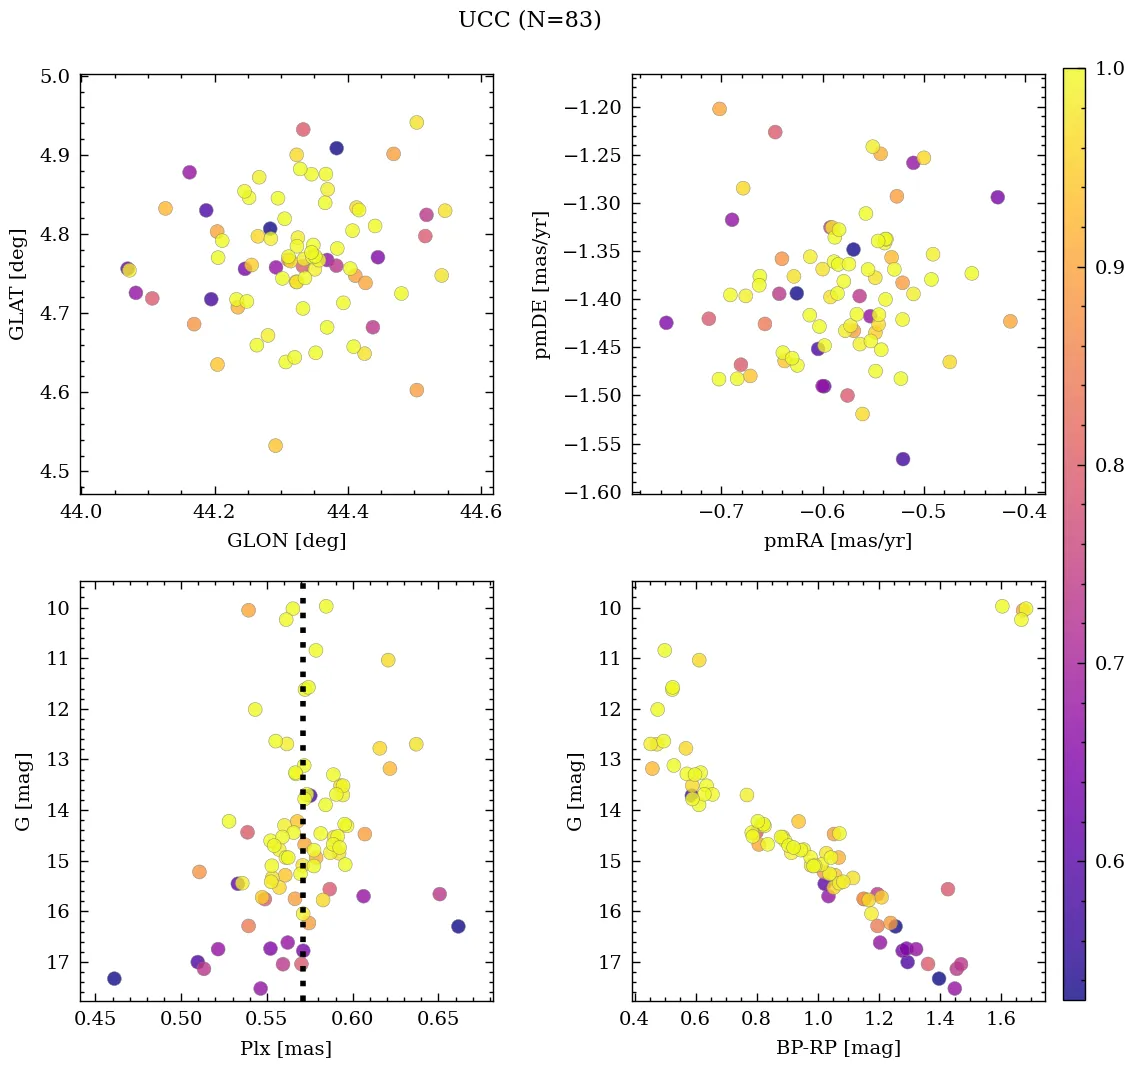 UCC (N=83)
5.0
4.9
4.8
4.7
4.6
4.5
GLAT [deg]
44.0 44.2 44.4 44.6
GLON [deg]
−1.20
−1.25
−1.30
−1.35
−1.40
−1.45
−1.50
−1.55
−1.60
pmDE [mas/yr]
−0.7 −0.6 −0.5 −0.4
pmRA [mas/yr]
1.0
0.9
0.8
0.7
0.6
10
11
12
13
14
15
16
17
G [mag]
0.45 0.50 0.55 0.60 0.65
Plx [mas]
10
11
12
13
14
15
16
17
G [mag]
0.4 0.6 0.8 1.0 1.2 1.4 1.6
BP-RP [mag]